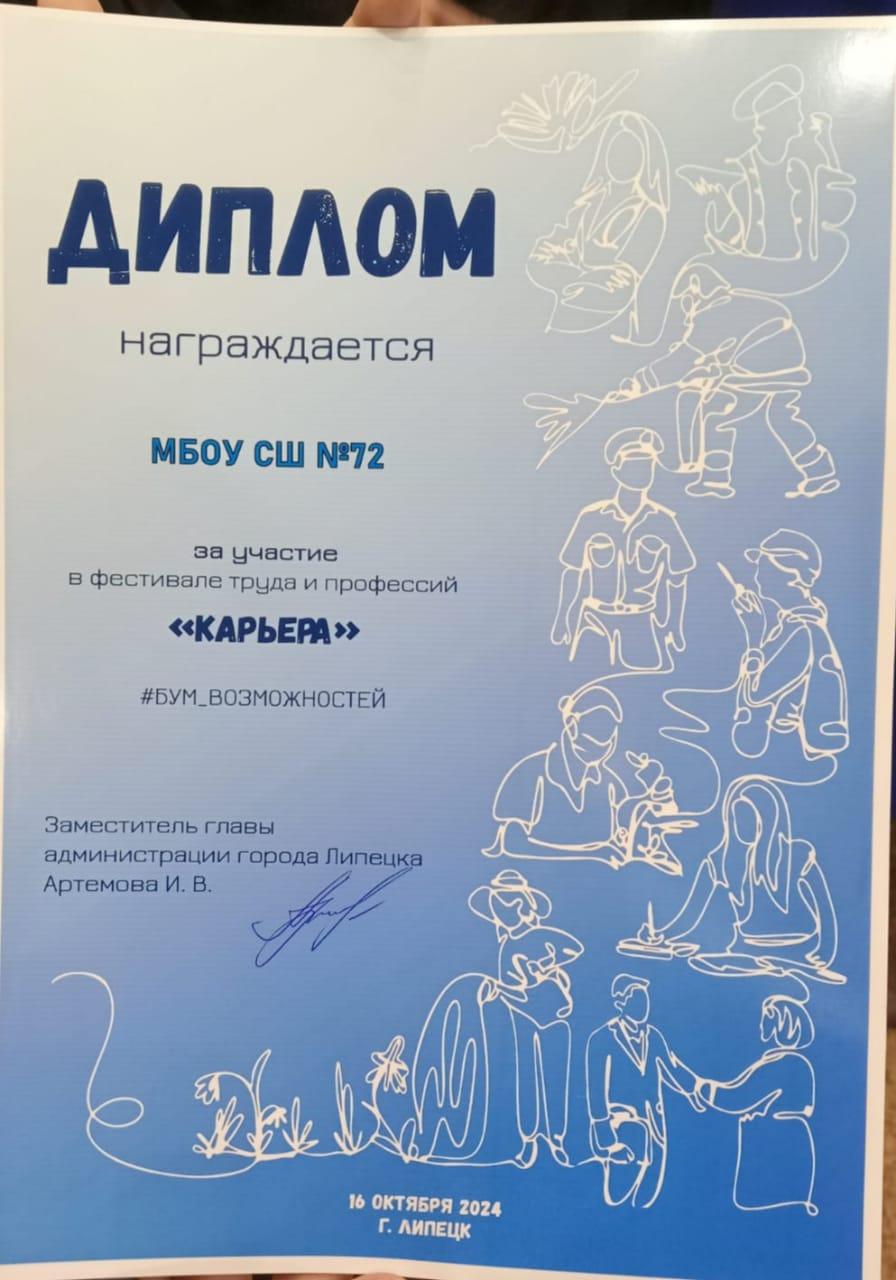 ДИПЛОМ
награждается
МБОУ СШ №72
за участие
в фестивале труда и профессий
«КАРЬЕРА»
#БУМ_ВОЗМОЖНОСТЕЙ
Заместитель главы
администрации города Липецка
Артемова И. В.
16 ОКТЯБРЯ 2024
Г. ЛИПЕЦК